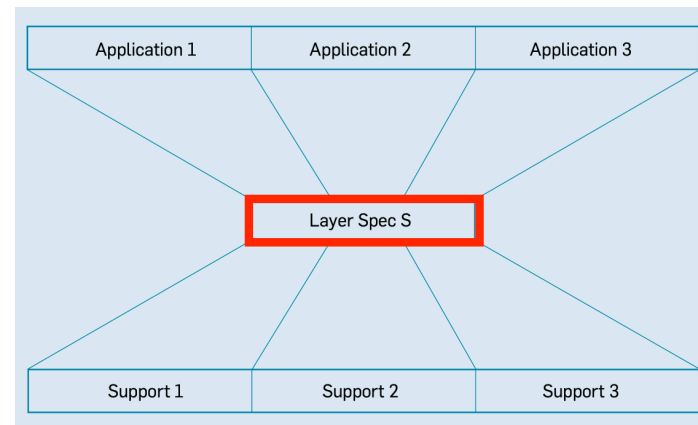 Application 1
Application 2
Application 3
Layer Spec S
Support 1
Support 2
Support 3